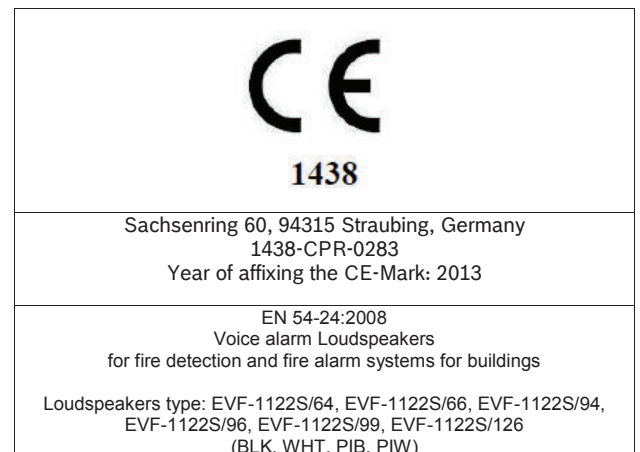 CE
1438
Sachsenring 60, 94315 Straubing, Germany
1438-CPR-0283
Year of affixing the CE-Mark: 2013
EN 54-24:2008
Voice alarm Loudspeakers
for fire detection and fire alarm systems for buildings
Loudspeakers type: EVF-1122S/64, EVF-1122S/66, EVF-1122S/94,
EVF-1122S/96, EVF-1122S/99, EVF-1122S/126
(BLK, WHT, PIB, PIW)